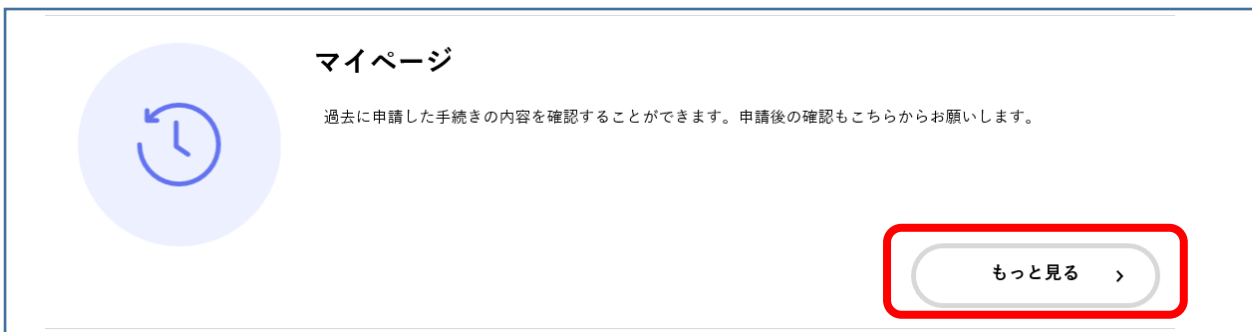 マイページ
過去に申請した手続きの内容を確認することができます。申請後の確認もこちらからお願いします。
もっと見る